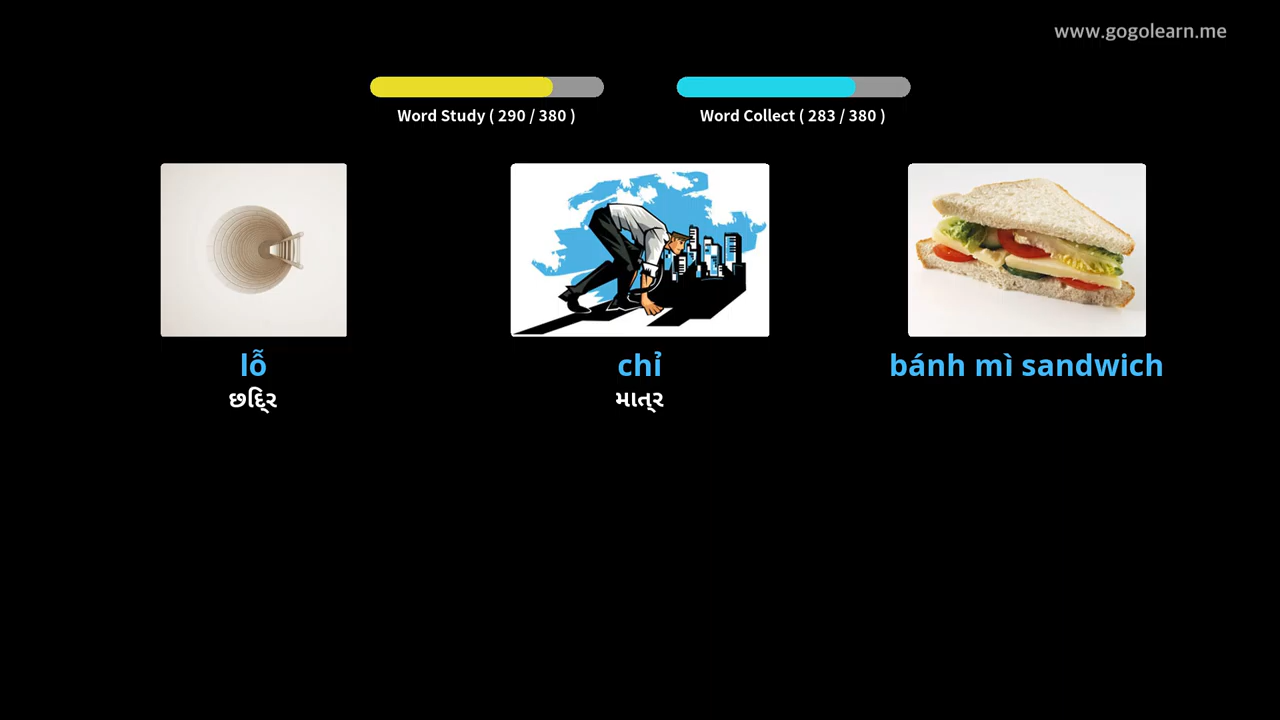 www.gogolearn.me
Word Study ( 290 / 380 )
Word Collect ( 283 / 380 )
lỗ
chỉ
bánh mì sandwich
છિદ્ર
માત્ર